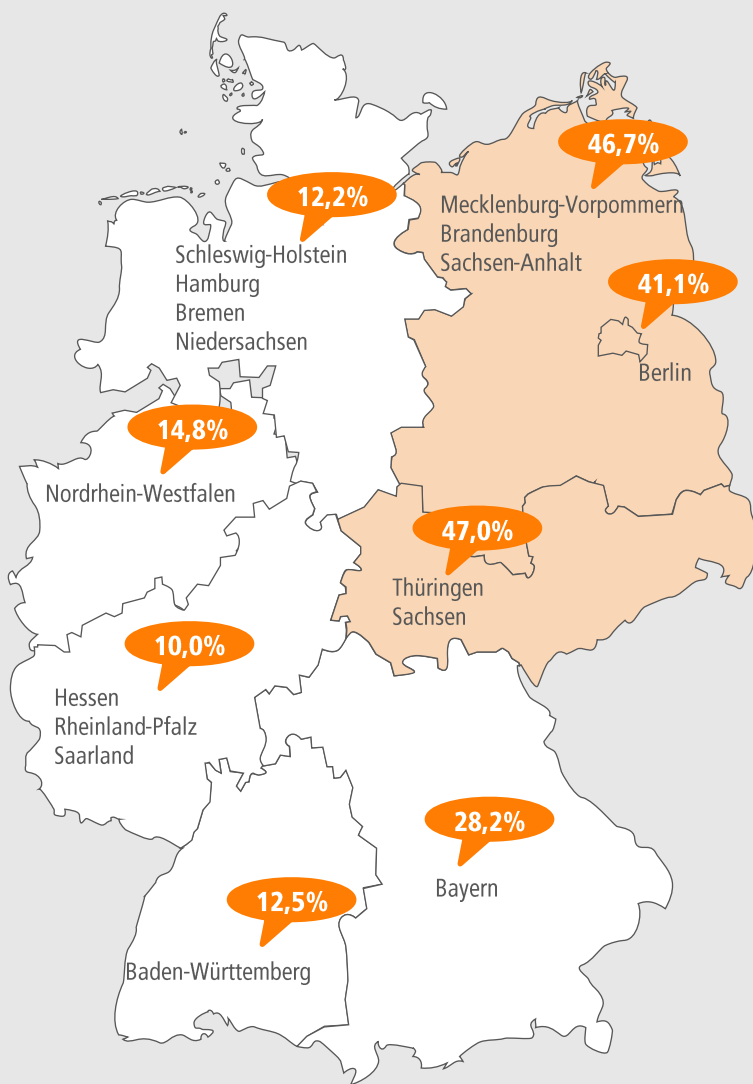 46,7%
Mecklenburg-Vorpommern
Brandenburg
Sachsen-Anhalt
12,2%
Schleswig-Holstein
Hamburg
Bremen
Niedersachsen
41,1%
Berlin
14,8%
Nordrhein-Westfalen
47,0%
Thüringen
Sachsen
10,0%
Hessen
Rheinland-Pfalz
Saarland
28,2%
Bayern
12,5%
Baden-Württemberg